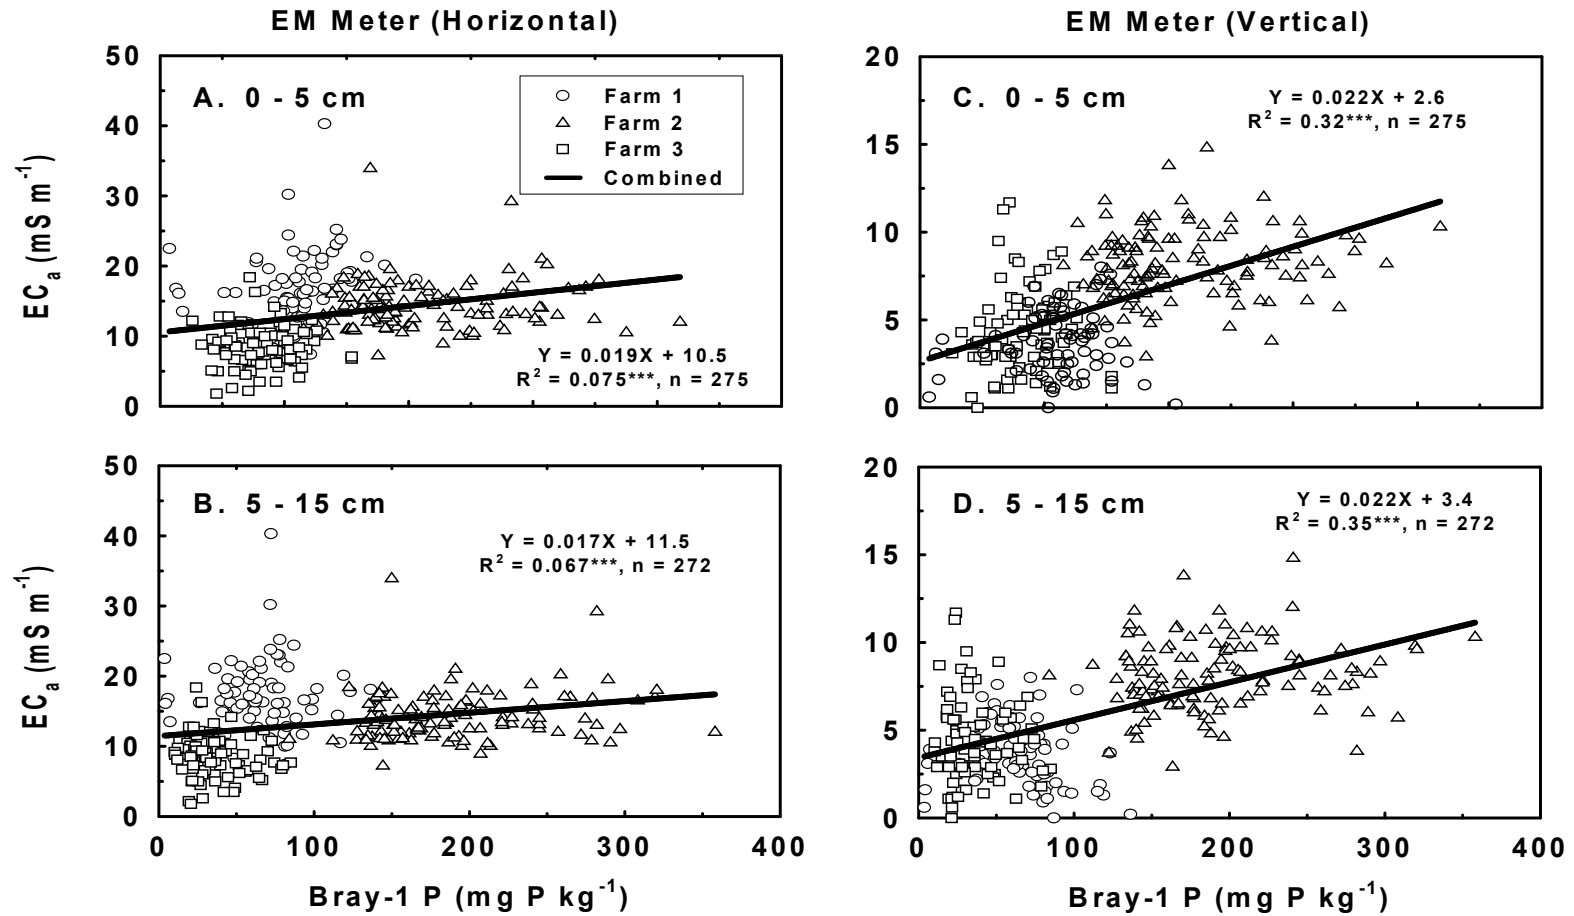 EM Meter (Horizontal)
50
40
30
20
10
0
ECa (mS m-1)
A. 0 - 5 cm
Farm 1
Farm 2
Farm 3
Combined
Y = 0.019X + 10.5
R2 = 0.075***, n = 275
EM Meter (Vertical)
20
15
10
5
0
C. 0 - 5 cm
Y = 0.022X + 2.6
R2 = 0.32***, n = 275
50
40
30
20
10
0
ECa (mS m-1)
B. 5 - 15 cm
Y = 0.017X + 11.5
R2 = 0.067***, n = 272
0 100 200 300 400
Bray-1 P (mg P kg-1)
20
15
10
5
0
D. 5 - 15 cm
Y = 0.022X + 3.4
R2 = 0.35***, n = 272
0 100 200 300 400
Bray-1 P (mg P kg-1)